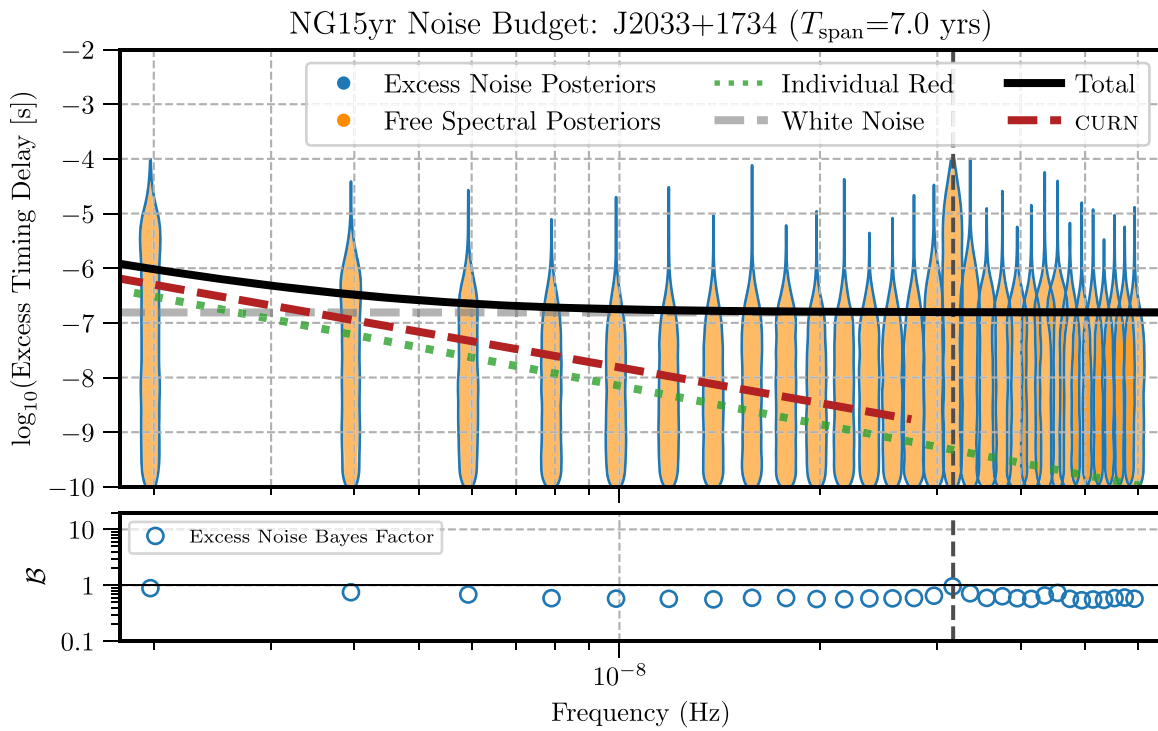 NG15yr Noise Budget: J2033+1734 (T_span=7.0 yrs)
Excess Noise Posteriors
Free Spectral Posteriors
Individual Red
White Noise
Total
CURN
log₁₀(Excess Timing Delay [s])
−2
−3
−4
−5
−6
−7
−8
−9
−10
Excess Noise Bayes Factor
ℬ
10
1
0.1
10⁻⁸
Frequency (Hz)